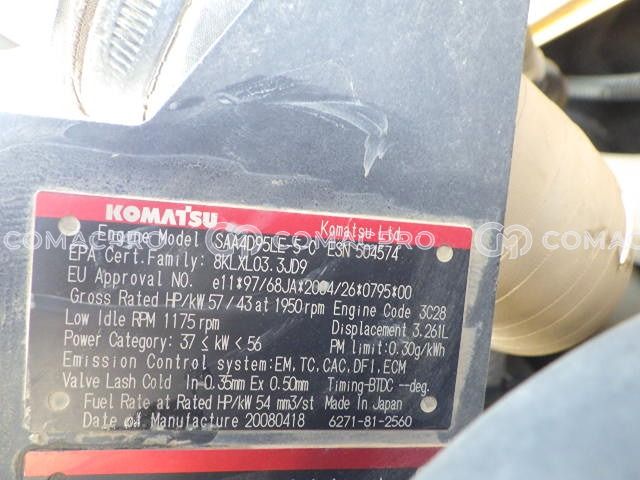 KOMATSU Komatsu Ltd.
Engine Model SAA4D95LE-5-0 ESN 504574
EPA Cert.Family: 8KLXL03.3JD9
EU Approval NO. e11*97/68JA*2004/26*0795*00
Gross Rated HP/kW 57/43 at 1950 rpm Engine Code 3C28
Low Idle RPM 1175 rpm Displacement 3.261L
Power Category: 37 ≤ kW ≤ 56 PM limit: 0.30g/kWh
Emission Control system: EM, TC, CAC, DFI, ECM
Valve Lash Cold In 0.35mm Ex 0.50mm Timing-BTDC --deg.
Fuel Rate at Rated HP/kW 54 mm3/st Made In Japan
Date of Manufacture 20080418 6271-81-2560